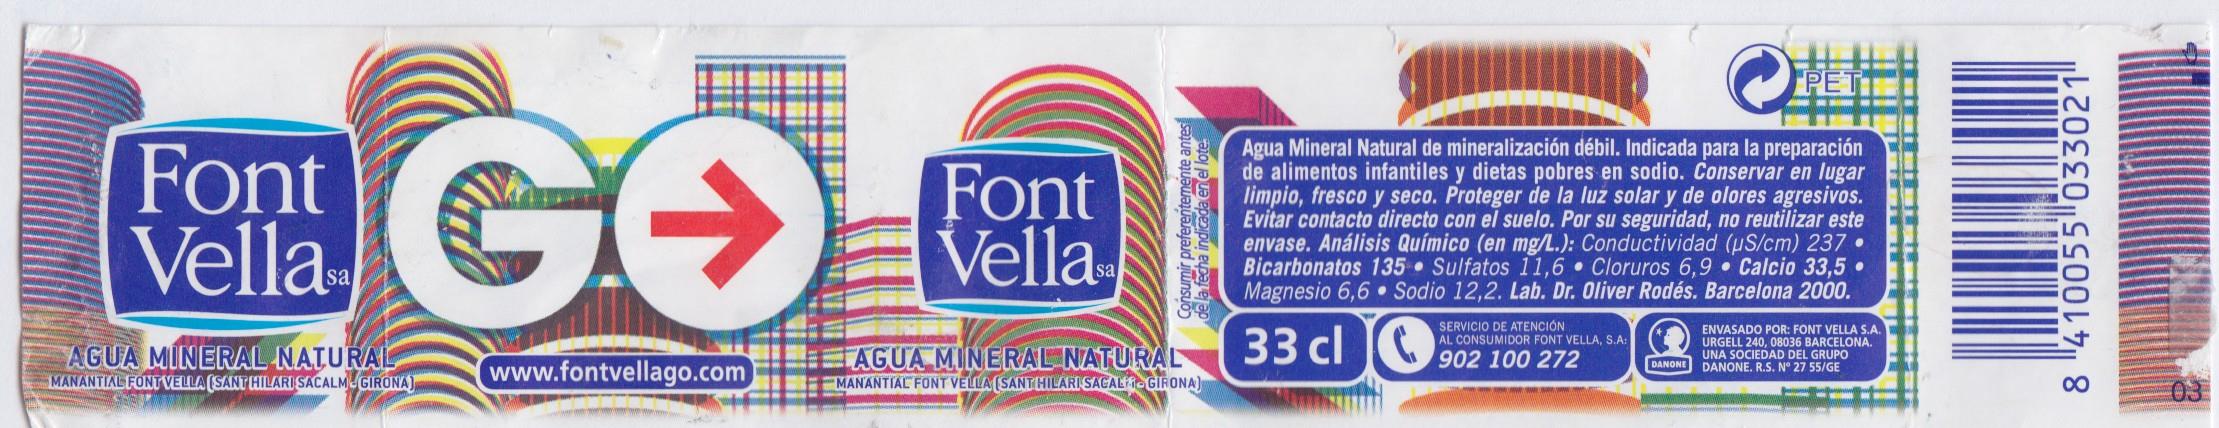 Font
Vella sa
AGUA MINERAL NATURAL
MANANTIAL FONT VELLA (SANT HILARI SACALM - GIRONA)
GO
www.fontvellago.com
Font
Vella sa
AGUA MINERAL NATURAL
MANANTIAL FONT VELLA (SANT HILARI SACALM - GIRONA)
Consumir preferentemente antes
de la fecha indicada en el lote.
PET
Agua Mineral Natural de mineralización débil. Indicada para la preparación
de alimentos infantiles y dietas pobres en sodio. Conservar en lugar
limpio, fresco y seco. Proteger de la luz solar y de olores agresivos.
Evitar contacto directo con el suelo. Por su seguridad, no reutilizar este
envase. Análisis Químico (en mg/L.): Conductividad (µS/cm) 237 •
Bicarbonatos 135 • Sulfatos 11,6 • Cloruros 6,9 • Calcio 33,5 •
Magnesio 6,6 • Sodio 12,2. Lab. Dr. Oliver Rodés. Barcelona 2000.
33 cl
SERVICIO DE ATENCIÓN
AL CONSUMIDOR FONT VELLA, S.A:
902 100 272
DANONE
ENVASADO POR: FONT VELLA S.A.
URGELL 240, 08036 BARCELONA.
UNA SOCIEDAD DEL GRUPO
DANONE. R.S. Nº 27 55/GE
8 410055 033021
03